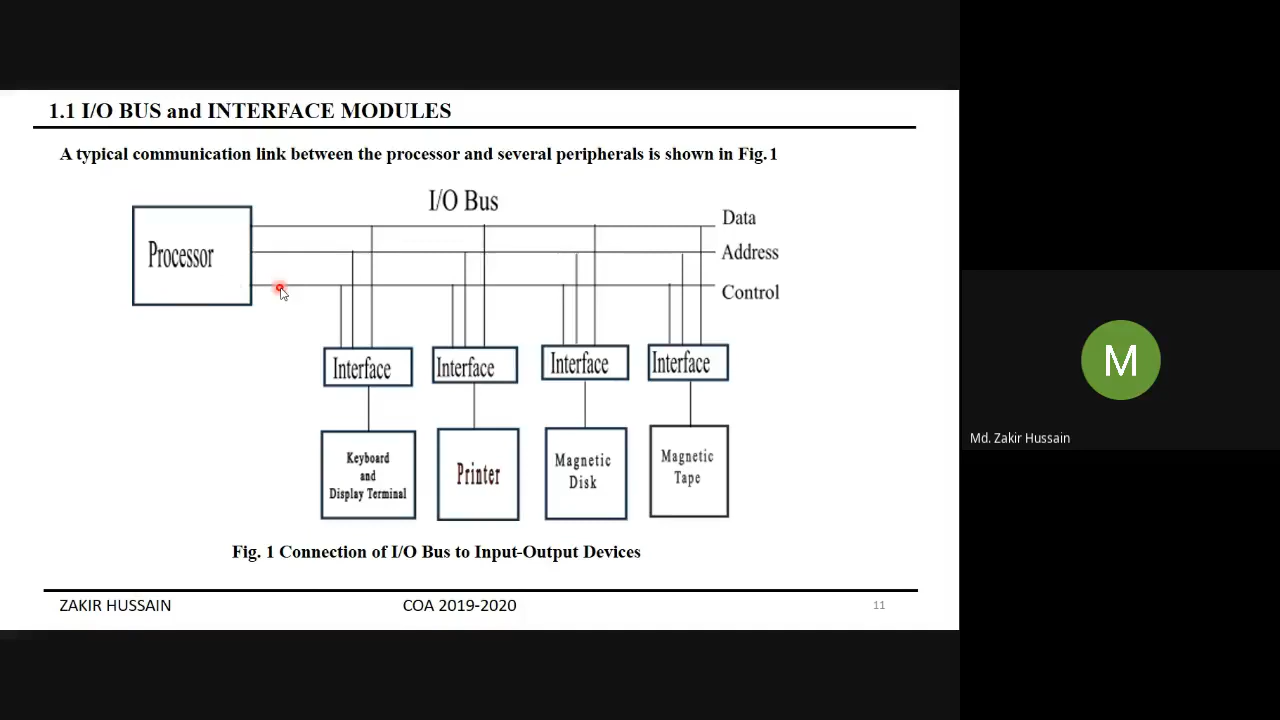 1.1 I/O BUS and INTERFACE MODULES
A typical communication link between the processor and several peripherals is shown in Fig.1
I/O Bus
Data
Processor
Address
Control
Interface
Interface
Interface
Interface
Keyboard
and
Display Terminal
Printer
Magnetic
Disk
Magnetic
Tape
Fig. 1 Connection of I/O Bus to Input-Output Devices
ZAKIR HUSSAIN
COA 2019-2020
11
M
Md. Zakir Hussain